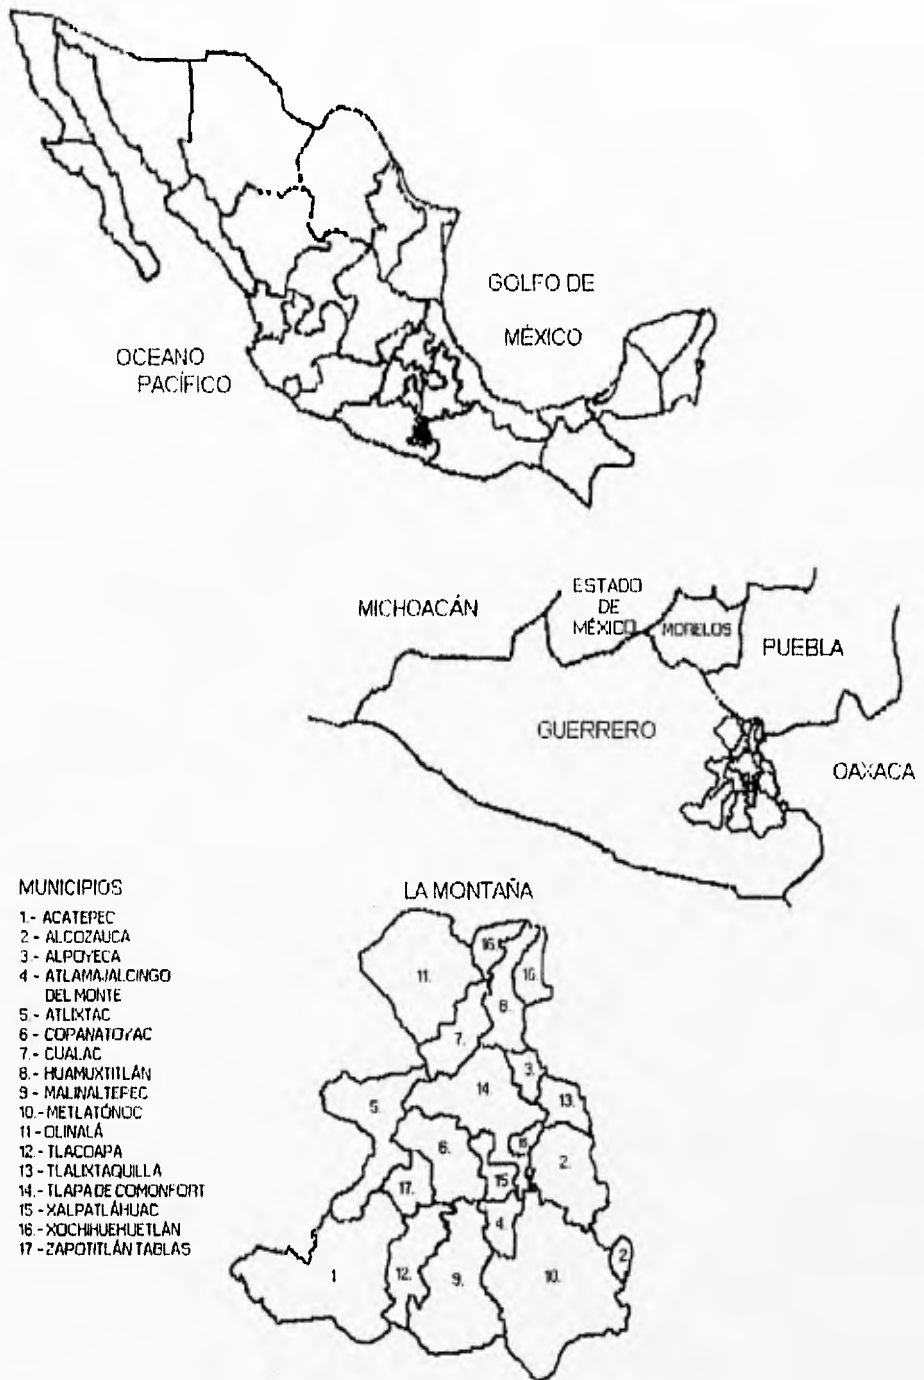 GOLFO DE
MÉXICO
OCEANO
PACÍFICO
MICHOACÁN
ESTADO
DE
MÉXICO
MORELOS
PUEBLA
GUERRERO
OAXACA
MUNICIPIOS
1.- ACATEPEC
2 - ALCOZAUCA
3.- ALPOYECA
4 - ATLAMAJALCINGO
DEL MONTE
5.- ATLIXTAC
6 - COPANATOYAC
7.- CUALAC
8.- HUAMUXTITLÁN
9 - MALINALTEPEC
10.- METLATÓNOC
11 - OLINALÁ
12.- TLACOAPA
13 - TLALIXTAQUILLA
14.- TLAPA DE COMONFORT
15 - XALPATLÁHUAC
16.- XOCHIHUEHUETLÁN
17 - ZAPOTITLÁN TABLAS
LA MONTAÑA
16.
11.
16.
8.
7.
3.
14.
13.
5.
6.
15
2.
17.
15
4.
2
1
12.
9.
10.